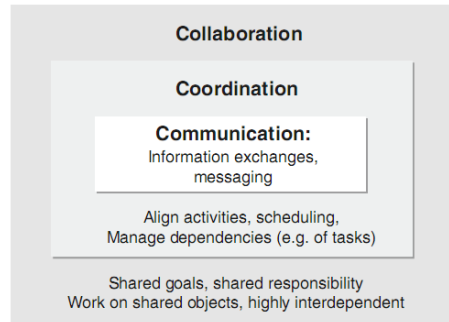 Collaboration
Coordination
Communication:
Information exchanges,
messaging
Align activities, scheduling,
Manage dependencies (e.g. of tasks)
Shared goals, shared responsibility
Work on shared objects, highly interdependent